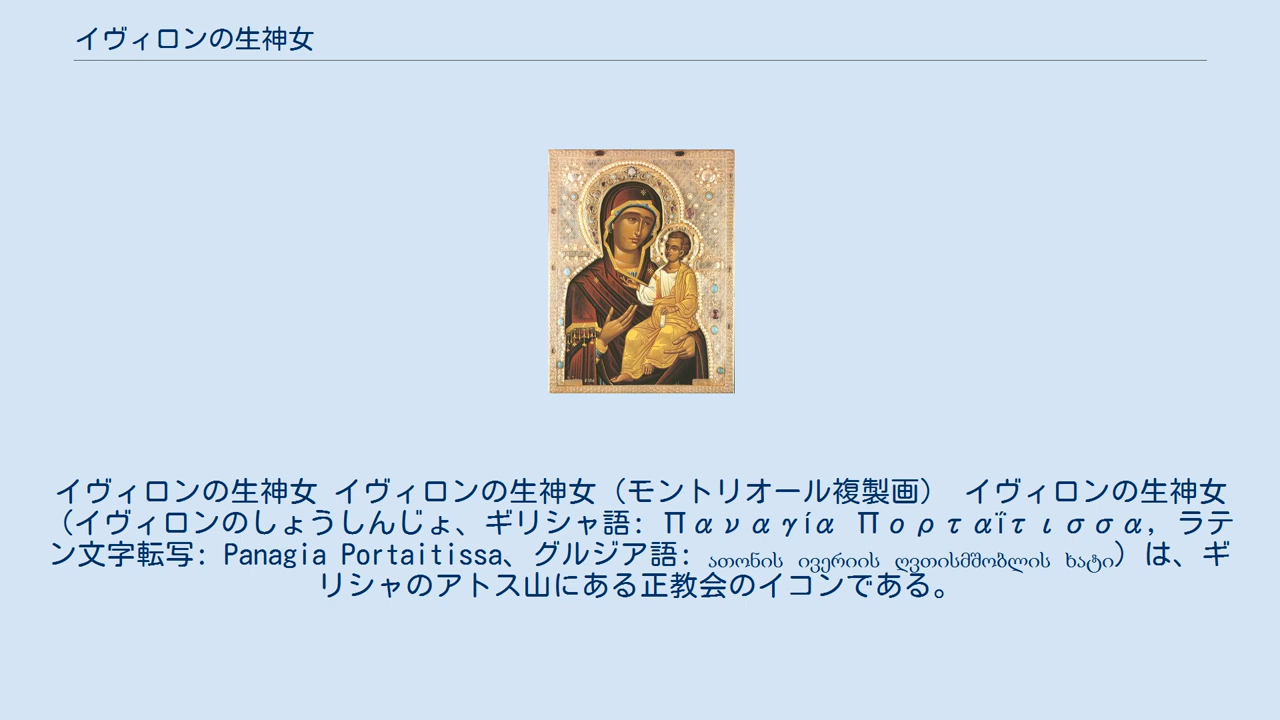 イヴィロンの生神女
イヴィロンの生神女 イヴィロンの生神女（モントリオール複製画） イヴィロンの生神女
（イヴィロンのしょうしんじょ、ギリシャ語: Παναγία Πορταΐτισσα, ラテ
ン文字転写: Panagia Portaitissa、グルジア語: ათონის ივერიის ღვთისმშობლის ხატი）は、ギ
リシャのアトス山にある正教会のイコンである。